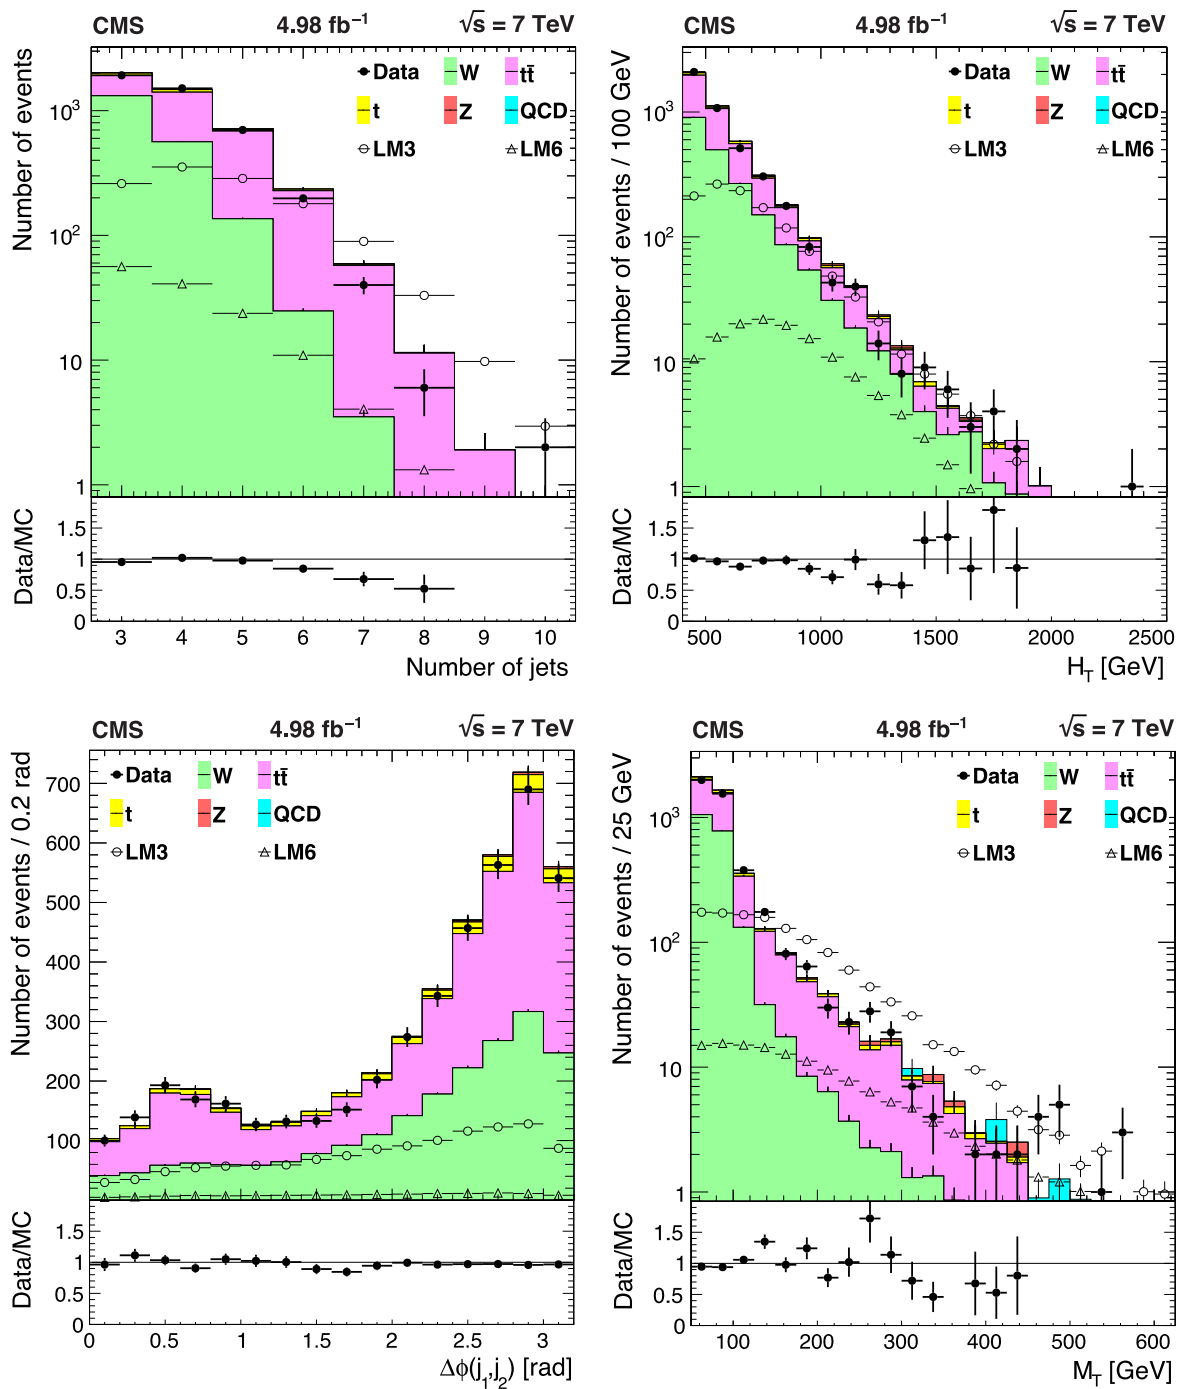 CMS 4.98 fb⁻¹ √s = 7 TeV
Number of events
Data W tt̄
t Z QCD
LM3 LM6
10³
10²
10
1
Data/MC
1.5
1
0.5
0
3 4 5 6 7 8 9 10
Number of jets
CMS 4.98 fb⁻¹ √s = 7 TeV
Number of events / 100 GeV
Data W tt̄
t Z QCD
LM3 LM6
10³
10²
10
1
Data/MC
1.5
1
0.5
0
500 1000 1500 2000 2500
H_T [GeV]
CMS 4.98 fb⁻¹ √s = 7 TeV
Number of events / 0.2 rad
Data W tt̄
t Z QCD
LM3 LM6
700
600
500
400
300
200
100
Data/MC
1.5
1
0.5
0
0 0.5 1 1.5 2 2.5 3
Δϕ(j₁,j₂) [rad]
CMS 4.98 fb⁻¹ √s = 7 TeV
Number of events / 25 GeV
Data W tt̄
t Z QCD
LM3 LM6
10³
10²
10
1
Data/MC
1.5
1
0.5
0
100 200 300 400 500 600
M_T [GeV]